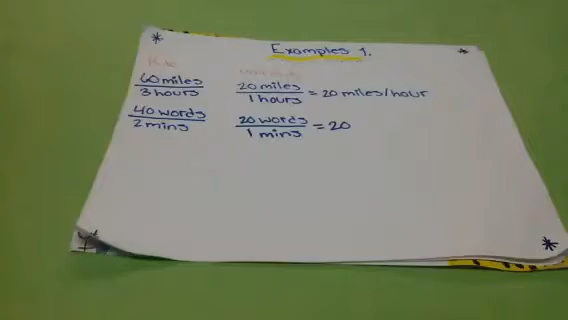 Examples 1.
60 miles 20 miles = 20 miles/hour
3 hours 1 hours
40 words 20 words = 20
2 mins 1 mins